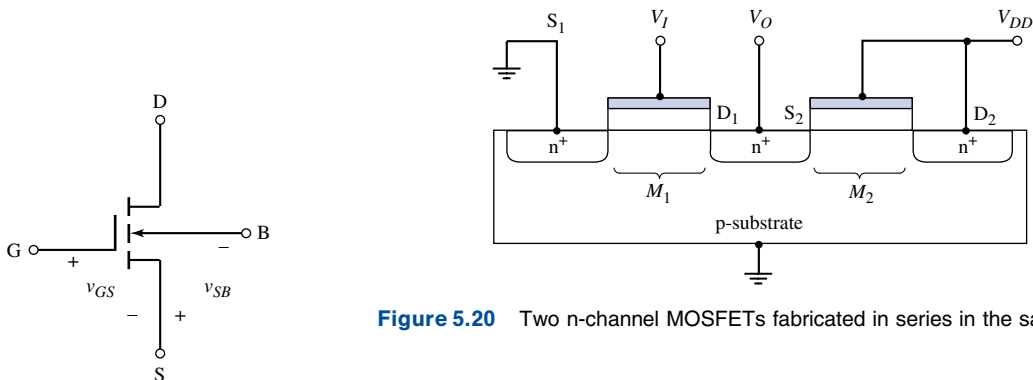 D
G
B
+
−
v_GS
v_SB
−
+
S
S₁
V_I
V_O
V_DD
D₁
S₂
D₂
n⁺
n⁺
n⁺
M₁
M₂
p-substrate
Figure 5.20 Two n-channel MOSFETs fabricated in series in the sa